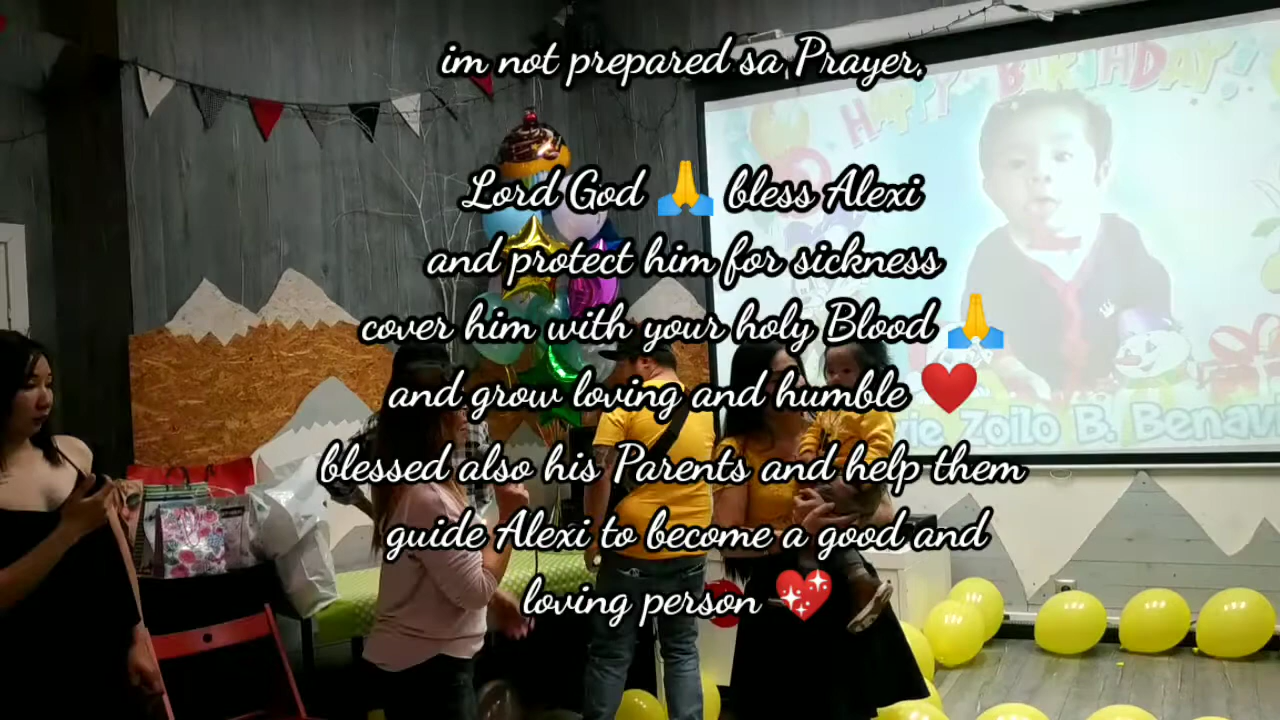 im not prepared sa Prayer,
Lord God 🙏 bless Alexi
and protect him for sickness
cover him with your holy Blood 🙏
and grow loving and humble ❤️
blessed also his Parents and help them
guide Alexi to become a good and
loving person 💖
HAPPY BIRTHDAY!
Zoilo B.